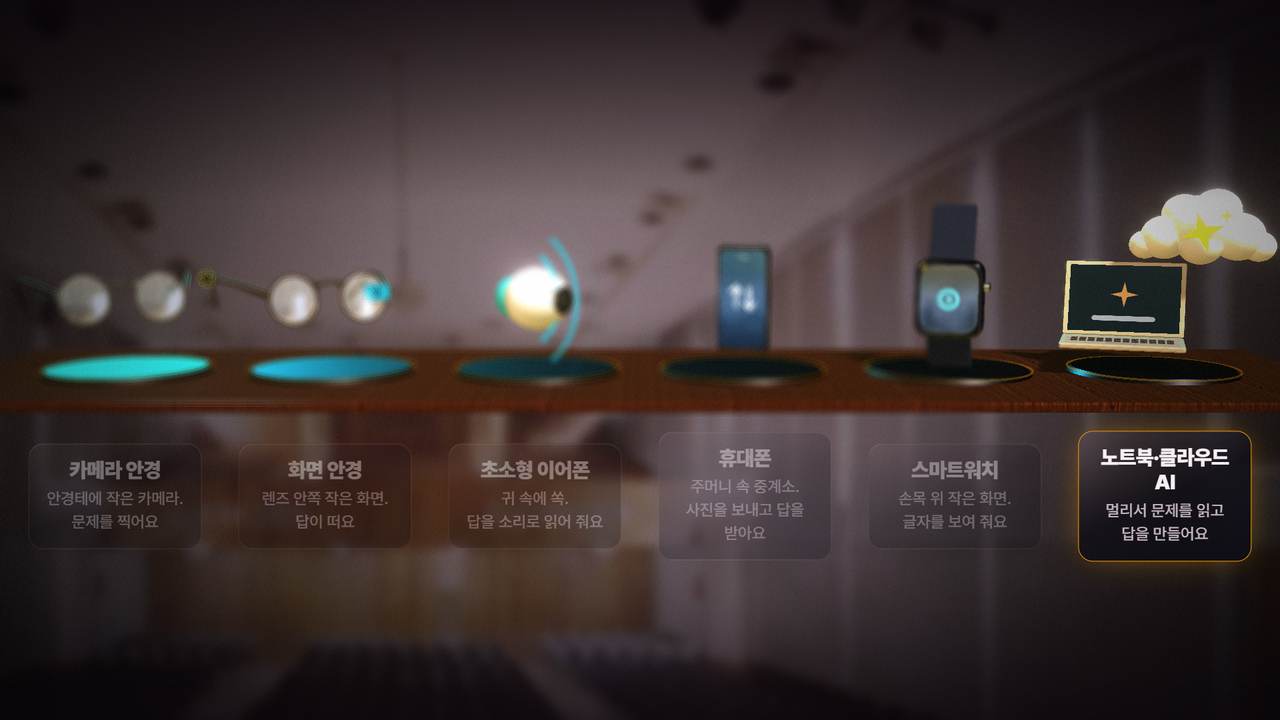 카메라 안경
안경테에 작은 카메라.
문제를 찍어요
화면 안경
렌즈 안쪽 작은 화면.
답이 떠요
초소형 이어폰
귀 속에 쏙.
답을 소리로 읽어 줘요
휴대폰
주머니 속 중계소.
사진을 보내고 답을
받아요
스마트워치
손목 위 작은 화면.
글자를 보여 줘요
노트북·클라우드
AI
멀리서 문제를 읽고
답을 만들어요